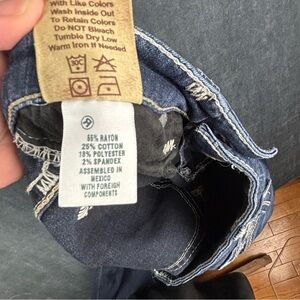 with Like Colors
Wash Inside Out
To Retain Colors
Do NOT Bleach
Tumble Dry Low
Warm Iron If Needed
30C
55% RAYON
25% COTTON
18% POLYESTER
2% SPANDEX
ASSEMBLED IN
MEXICO
WITH FOREIGN
COMPONENTS